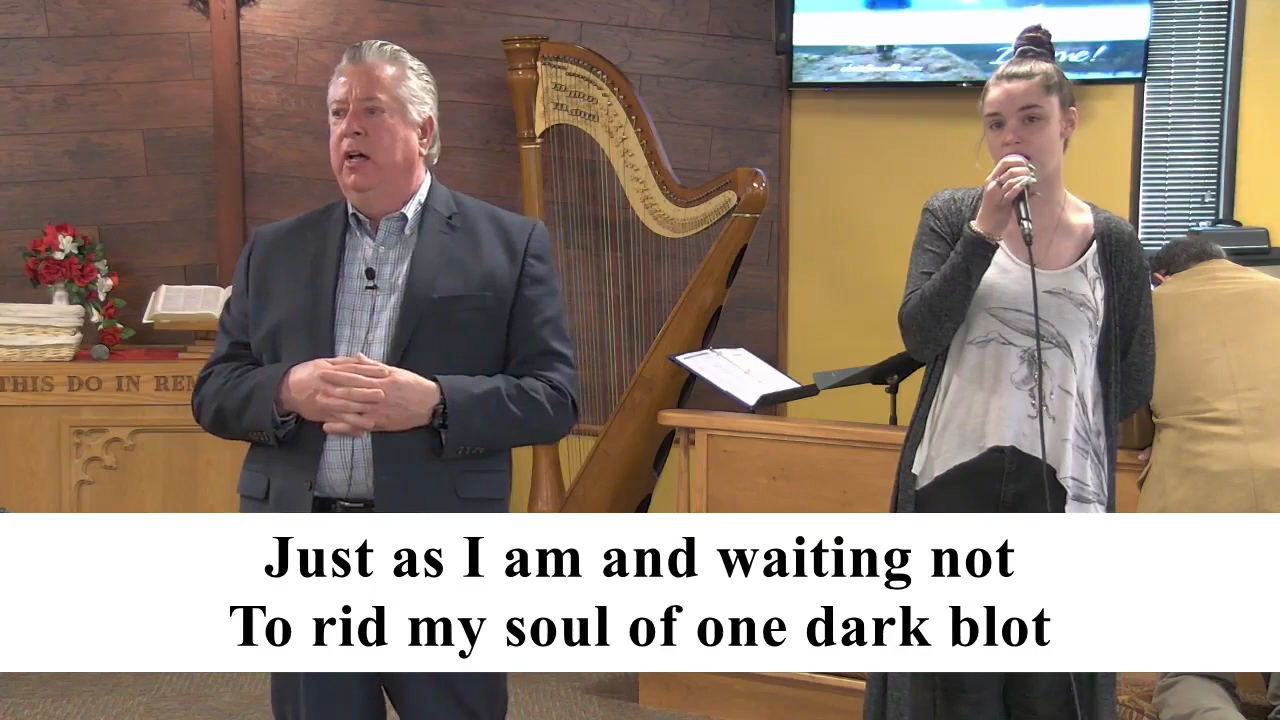 THIS DO IN REM
Just as I am and waiting not
To rid my soul of one dark blot